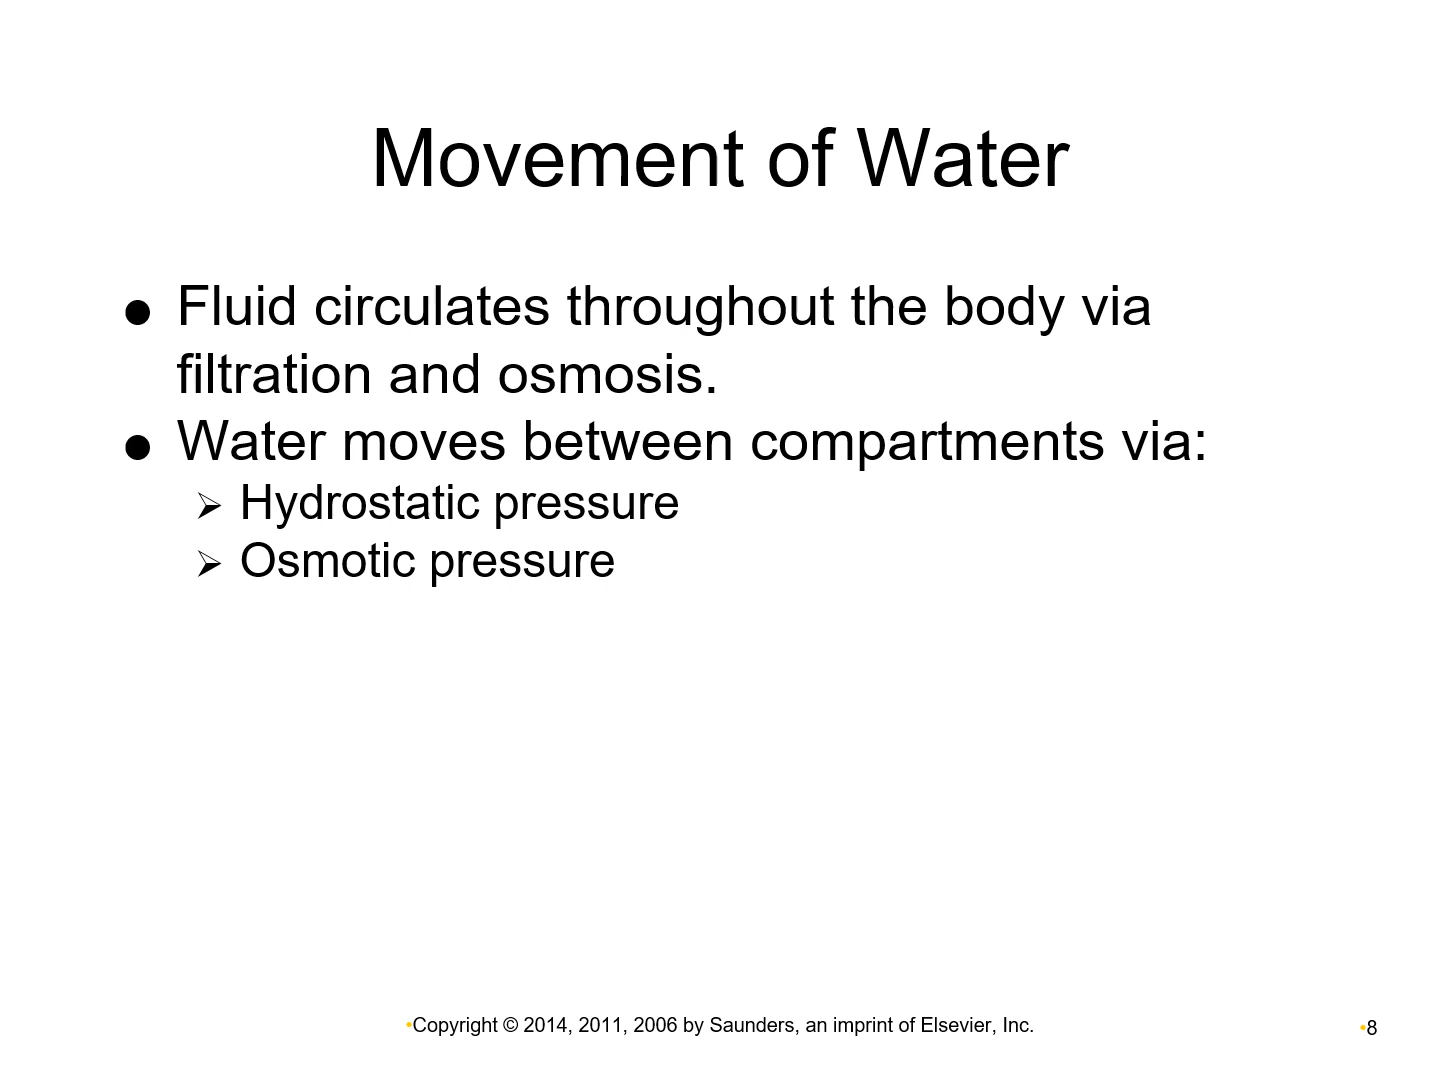 Movement of Water
● Fluid circulates throughout the body via
filtration and osmosis.
● Water moves between compartments via:
➢ Hydrostatic pressure
➢ Osmotic pressure
•Copyright © 2014, 2011, 2006 by Saunders, an imprint of Elsevier, Inc.
•8